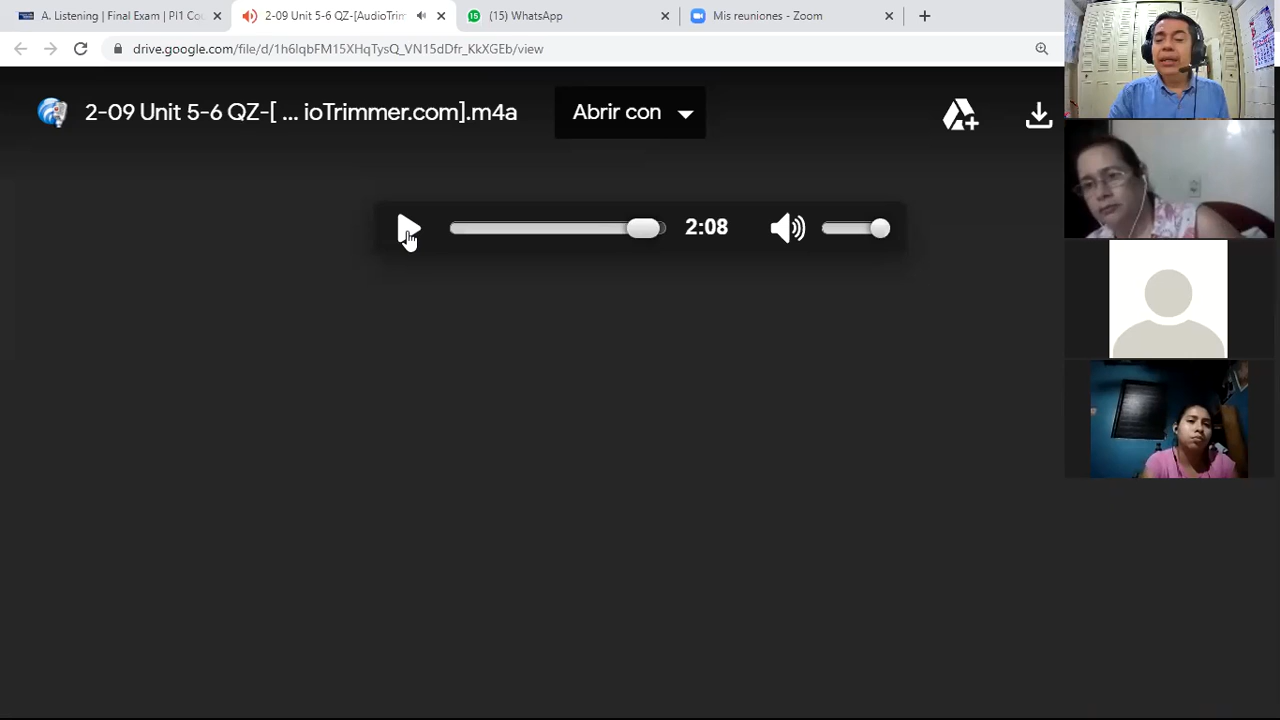 A. Listening | Final Exam | PI1 Cou
2-09 Unit 5-6 QZ-[AudioTrim
(15) WhatsApp
Mis reuniones - Zoom
drive.google.com/file/d/1h6lqbFM15XHqTysQ_VN15dDfr_KkXGEb/view
2-09 Unit 5-6 QZ-[ ... ioTrimmer.com].m4a
Abrir con
2:08